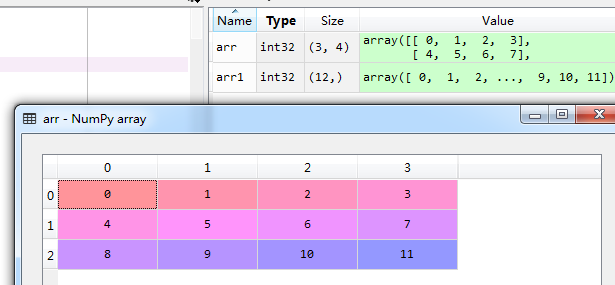 Name Type Size Value
arr int32 (3, 4) array([[ 0, 1, 2, 3],
[ 4, 5, 6, 7],
arr1 int32 (12,) array([ 0, 1, 2, ..., 9, 10, 11])
arr - NumPy array
0 1 2 3
0 0 1 2 3
1 4 5 6 7
2 8 9 10 11